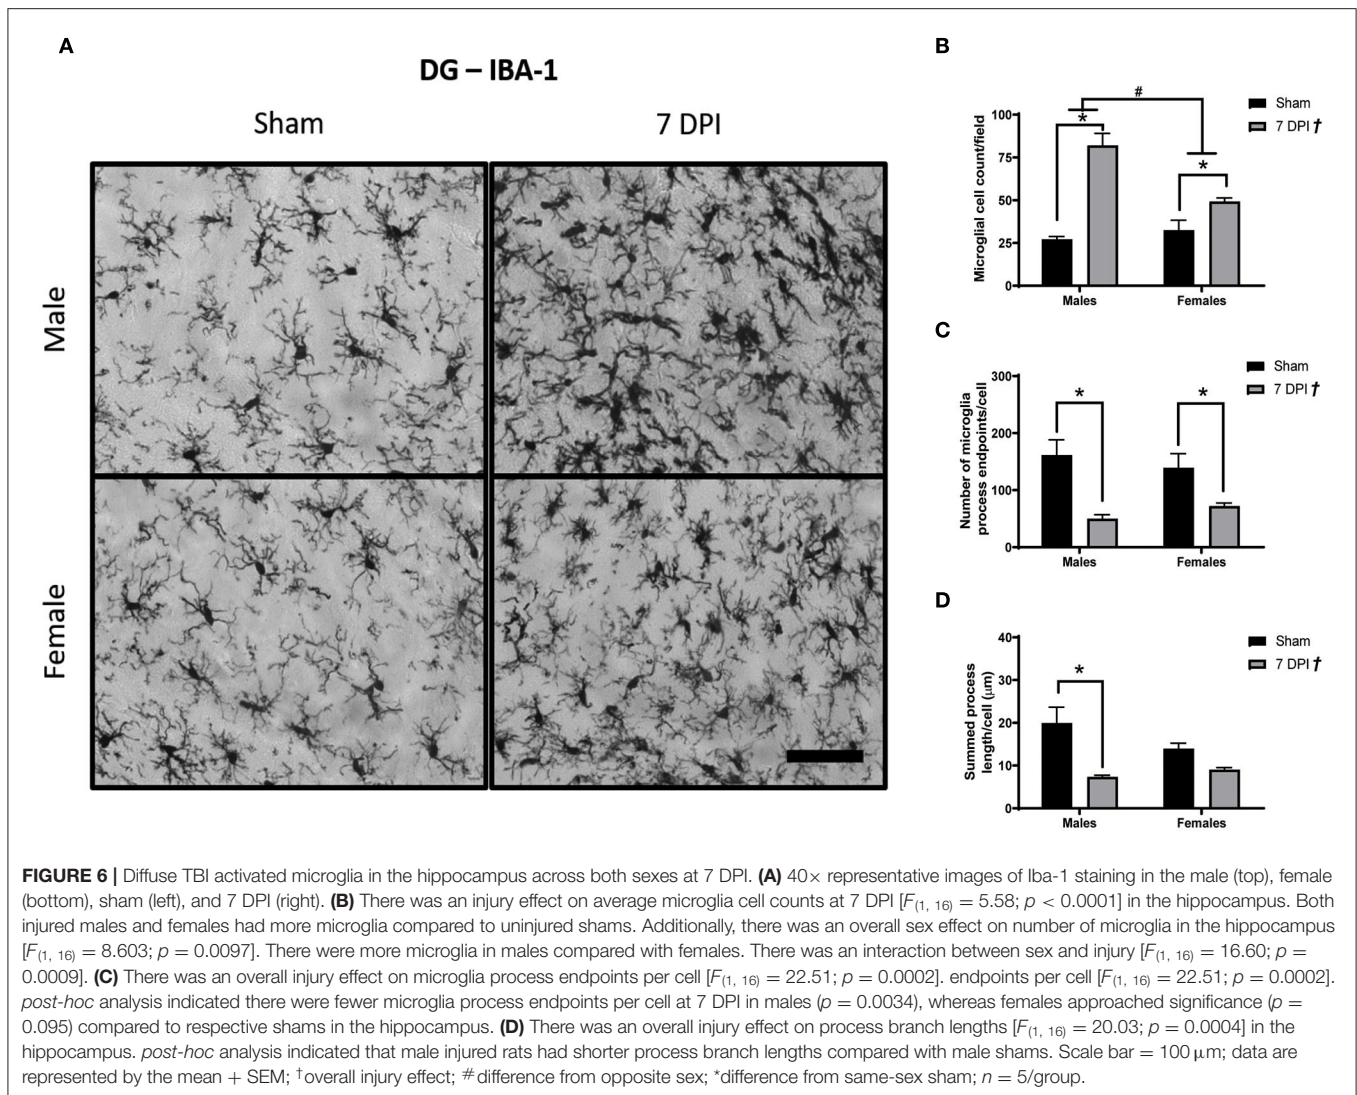 A
DG – IBA-1
Sham
7 DPI
Male
Female
B
#
*
*
Sham
7 DPI †
Microglial cell count/field
100
75
50
25
0
Males
Females
C
*
*
Sham
7 DPI †
Number of microglia
process endpoints/cell
300
200
100
0
Males
Females
D
*
Sham
7 DPI †
Summed process
length/cell (μm)
40
30
20
10
0
Males
Females
FIGURE 6 | Diffuse TBI activated microglia in the hippocampus across both sexes at 7 DPI. (A) 40× representative images of Iba-1 staining in the male (top), female
(bottom), sham (left), and 7 DPI (right). (B) There was an injury effect on average microglia cell counts at 7 DPI [F(1, 16) = 5.58; p < 0.0001] in the hippocampus. Both
injured males and females had more microglia compared to uninjured shams. Additionally, there was an overall sex effect on number of microglia in the hippocampus
[F(1, 16) = 8.603; p = 0.0097]. There were more microglia in males compared with females. There was an interaction between sex and injury [F(1, 16) = 16.60; p =
0.0009]. (C) There was an overall injury effect on microglia process endpoints per cell [F(1, 16) = 22.51; p = 0.0002]. endpoints per cell [F(1, 16) = 22.51; p = 0.0002].
post-hoc analysis indicated there were fewer microglia process endpoints per cell at 7 DPI in males (p = 0.0034), whereas females approached significance (p =
0.095) compared to respective shams in the hippocampus. (D) There was an overall injury effect on process branch lengths [F(1, 16) = 20.03; p = 0.0004] in the
hippocampus. post-hoc analysis indicated that male injured rats had shorter process branch lengths compared with male shams. Scale bar = 100 μm; data are
represented by the mean + SEM; †overall injury effect; #difference from opposite sex; *difference from same-sex sham; n = 5/group.